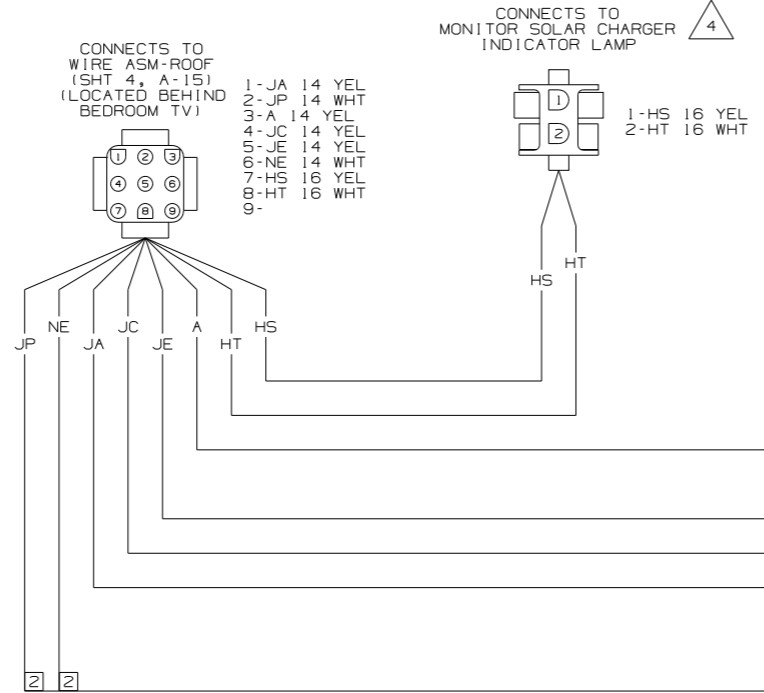 CONNECTS TO
WIRE ASM-ROOF
(SHT 4, A-15)
(LOCATED BEHIND
BEDROOM TV)
1-JA 14 YEL
2-JP 14 WHT
3-A 14 YEL
4-JC 14 YEL
5-JE 14 YEL
6-NE 14 WHT
7-HS 16 YEL
8-HT 16 WHT
9-
1 2 3
4 5 6
7 8 9
CONNECTS TO
MONITOR SOLAR CHARGER
INDICATOR LAMP
4
1
2
1-HS 16 YEL
2-HT 16 WHT
HS
HT
JP
NE
JA
JC
JE
A
HT
HS
2
2